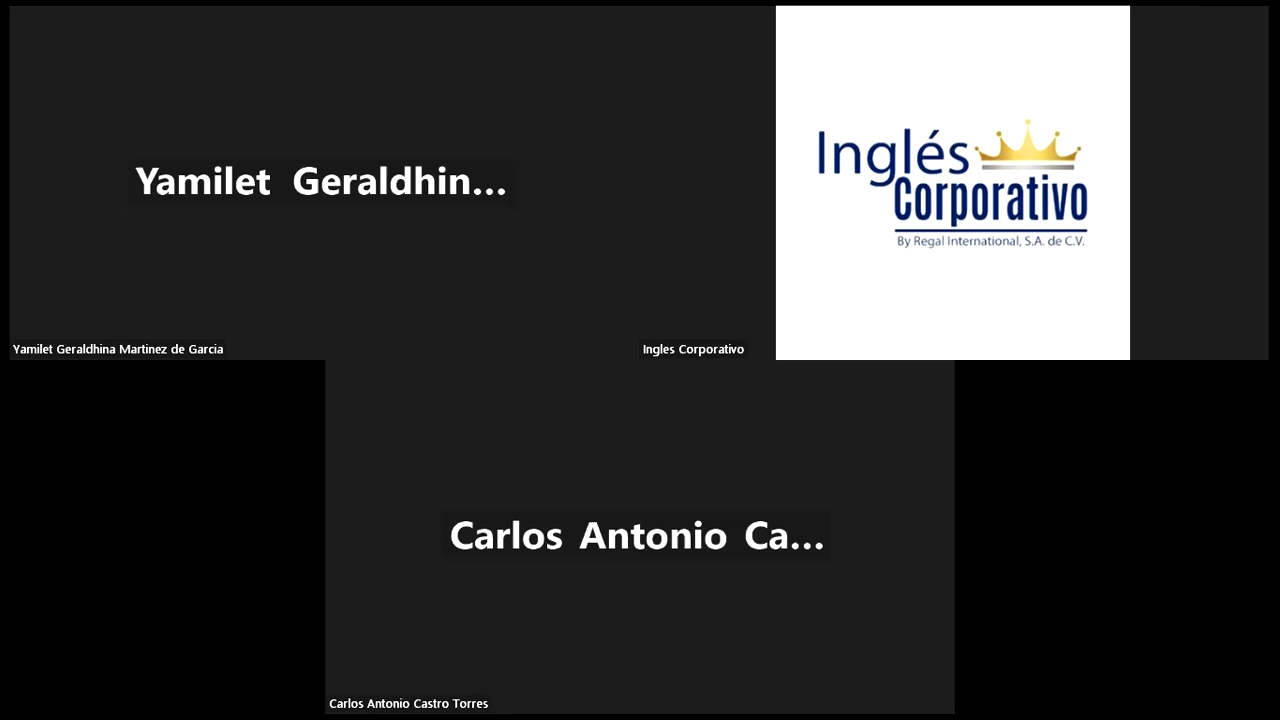 Yamilet Geraldhin...
Inglés
Corporativo
By Regal International, S.A. de C.V.
Yamilet Geraldhina Martinez de Garcia
Ingles Corporativo
Carlos Antonio Ca...
Carlos Antonio Castro Torres